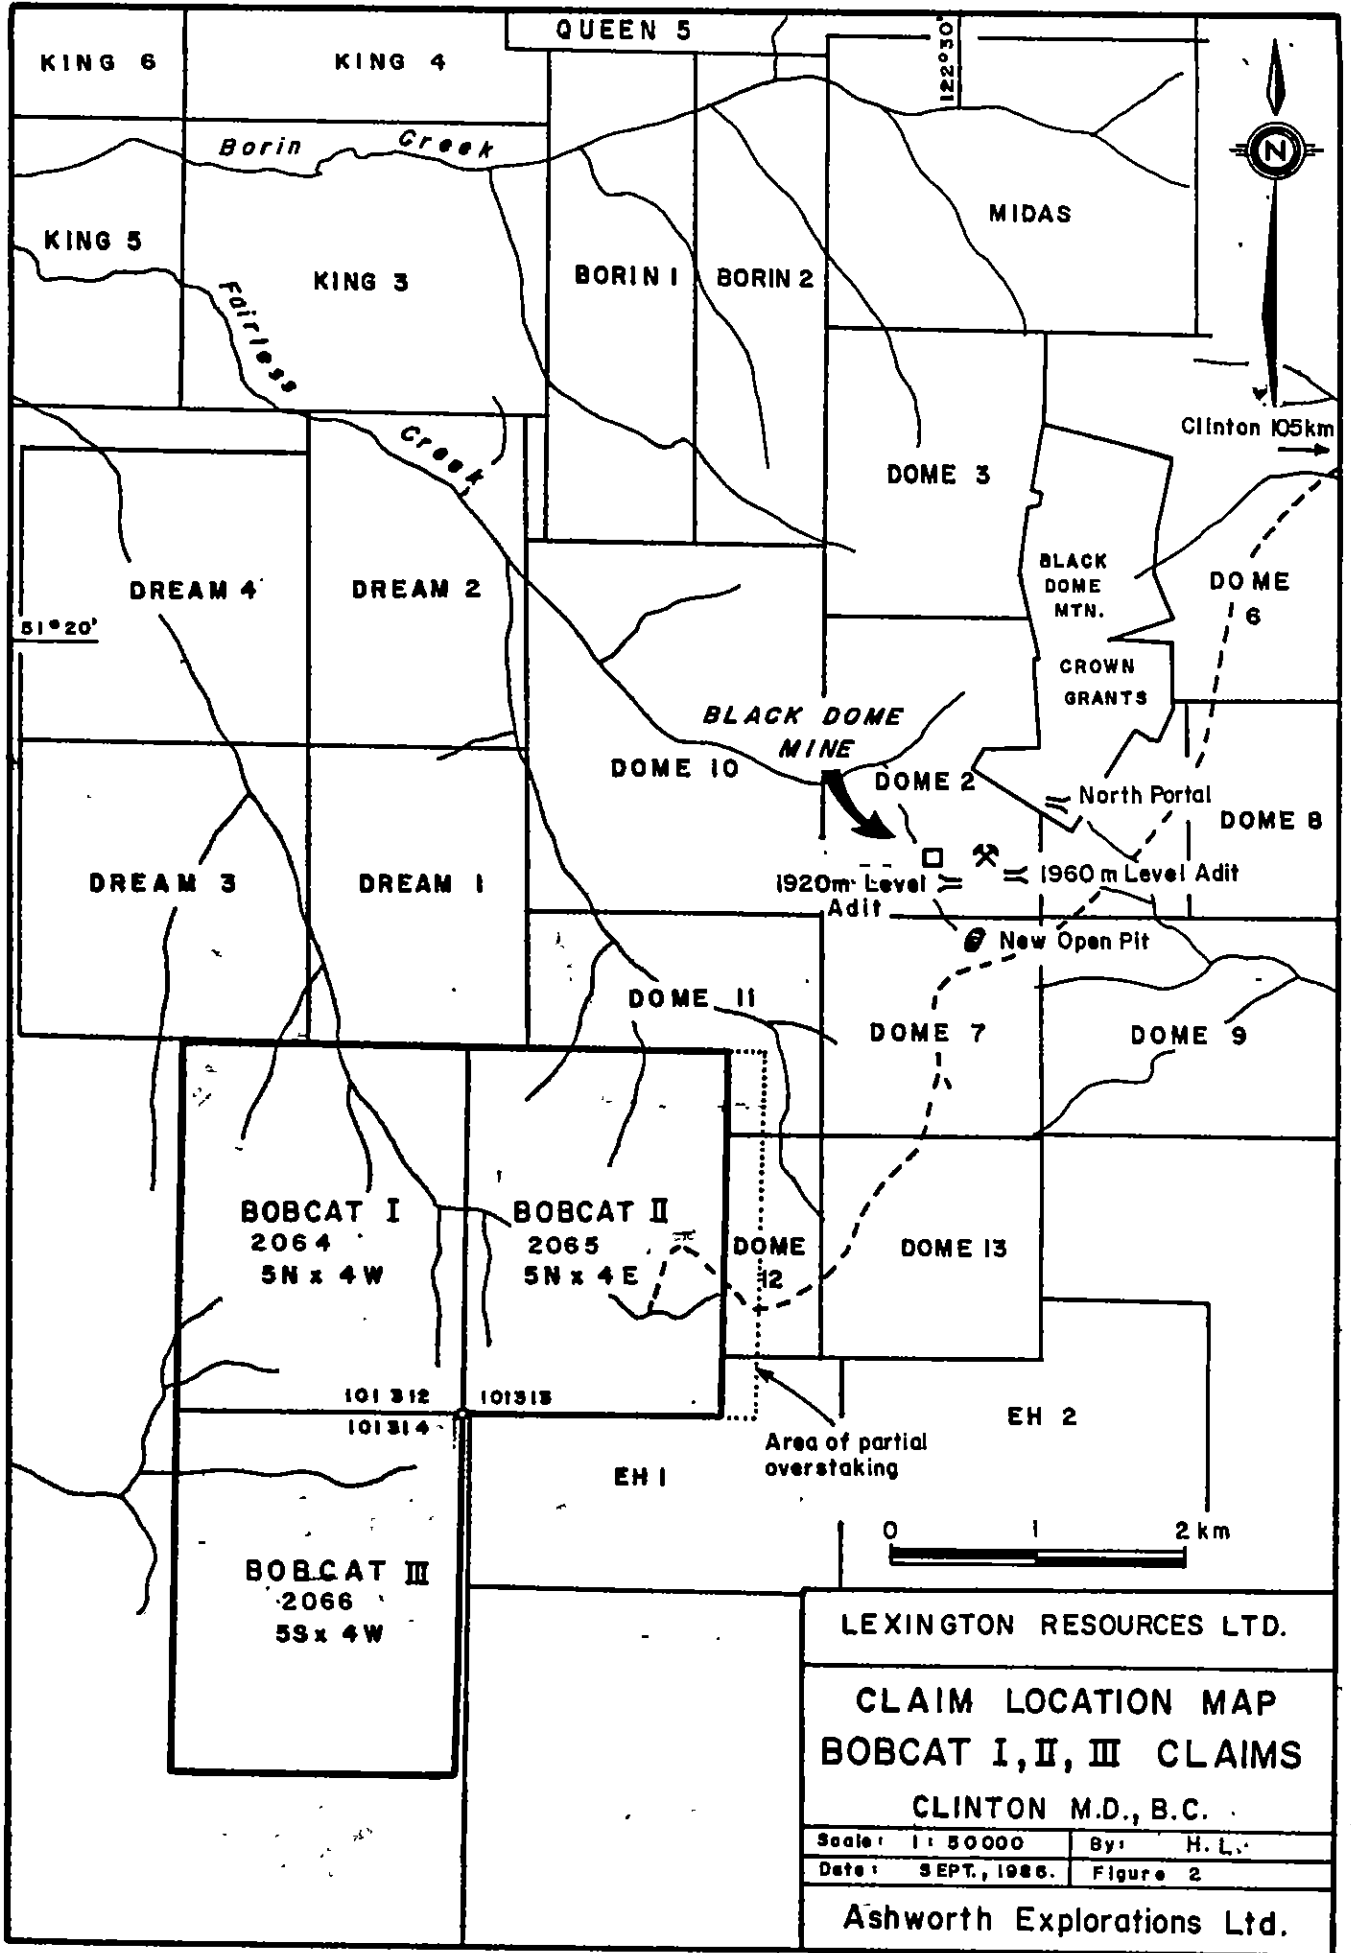 QUEEN 5
122°30'
KING 6
KING 4
N
Borin Creek
MIDAS
KING 5
KING 3
BORIN 1
BORIN 2
Fairless
Creek
Clinton 105km
DOME 3
BLACK
DOME
MTN.
DOME
6
DREAM 4
DREAM 2
51°20'
CROWN
GRANTS
BLACK DOME
MINE
DOME 10
DOME 2
North Portal
DOME 8
DREAM 3
DREAM 1
1920m Level
Adit
1960 m Level Adit
New Open Pit
DOME 11
DOME 7
DOME 9
BOBCAT I
2064
5N x 4W
BOBCAT II
2065
5N x 4E
DOME
12
DOME 13
101312
101313
101314
EH 2
Area of partial
overstaking
EH 1
0 1 2 km
BOBCAT III
2066
5S x 4W
LEXINGTON RESOURCES LTD.
CLAIM LOCATION MAP
BOBCAT I, II, III CLAIMS
CLINTON M.D., B.C.
Scale: 1:50000 By: H.L.
Date: SEPT., 1986. Figure 2
Ashworth Explorations Ltd.